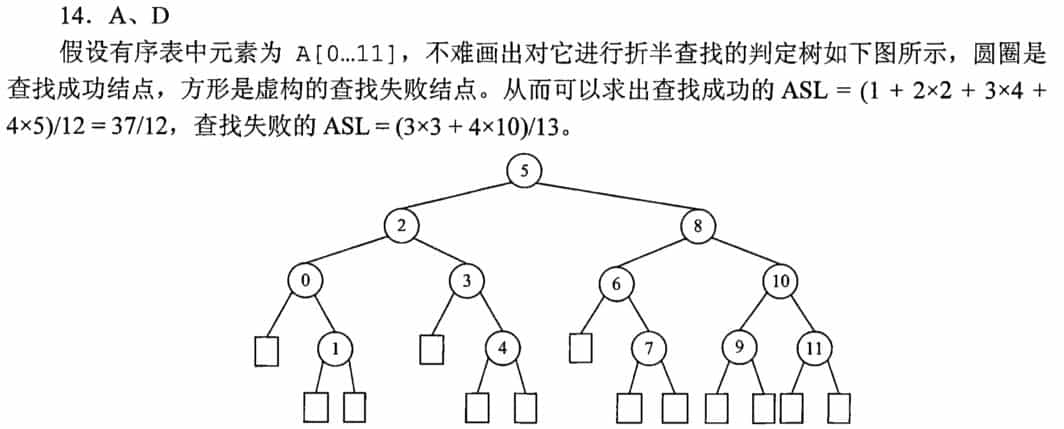 14．A、D
假设有序表中元素为 A[0…11]，不难画出对它进行折半查找的判定树如下图所示，圆圈是
查找成功结点，方形是虚构的查找失败结点。从而可以求出查找成功的 ASL = (1 + 2×2 + 3×4 +
4×5)/12 = 37/12，查找失败的 ASL = (3×3 + 4×10)/13。
5
2 8
0 3 6 10
1 4 7 9 11